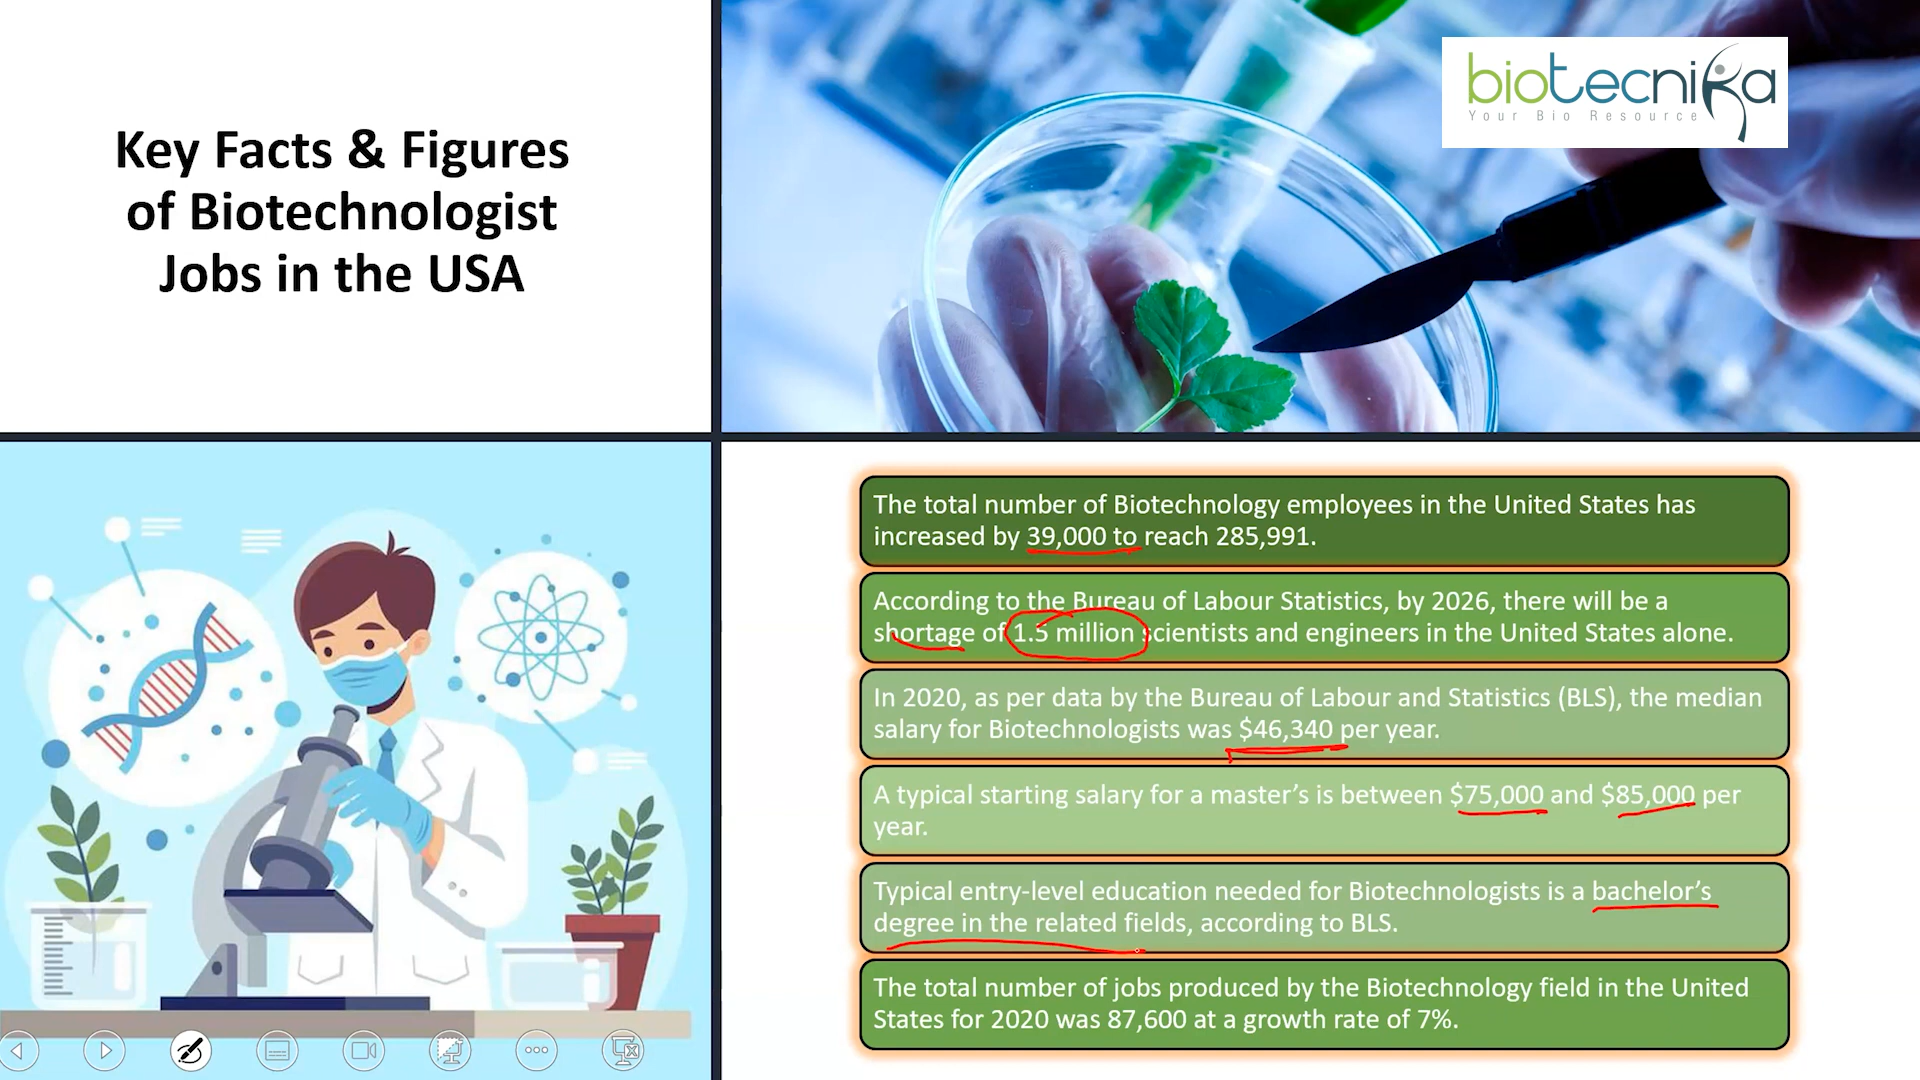 Key Facts & Figures
of Biotechnologist
Jobs in the USA
biotecnika
Your Bio Resource
The total number of Biotechnology employees in the United States has
increased by 39,000 to reach 285,991.
According to the Bureau of Labour Statistics, by 2026, there will be a
shortage of 1.5 million scientists and engineers in the United States alone.
In 2020, as per data by the Bureau of Labour and Statistics (BLS), the median
salary for Biotechnologists was $46,340 per year.
A typical starting salary for a master's is between $75,000 and $85,000 per
year.
Typical entry-level education needed for Biotechnologists is a bachelor's
degree in the related fields, according to BLS.
The total number of jobs produced by the Biotechnology field in the United
States for 2020 was 87,600 at a growth rate of 7%.